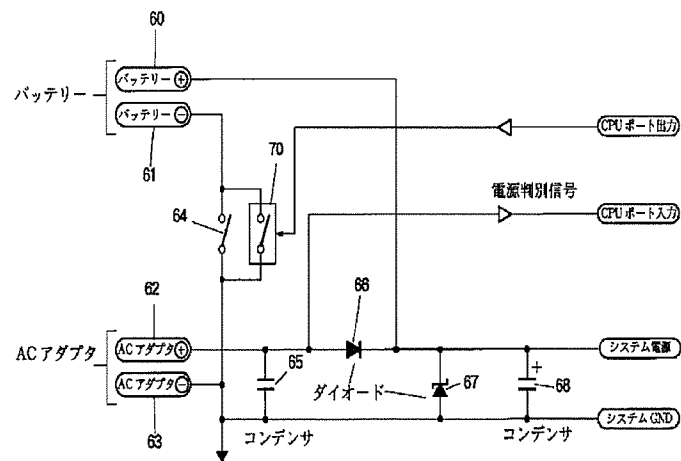 60
バッテリー
バッテリー ⊕
バッテリー ⊖
61
70
CPUポート出力
64
電源判別信号
CPUポート入力
62
66
ACアダプタ
ACアダプタ ⊕
システム電源
65
ダイオード
67
+
68
ACアダプタ ⊖
システムGND
63
コンデンサ
コンデンサ